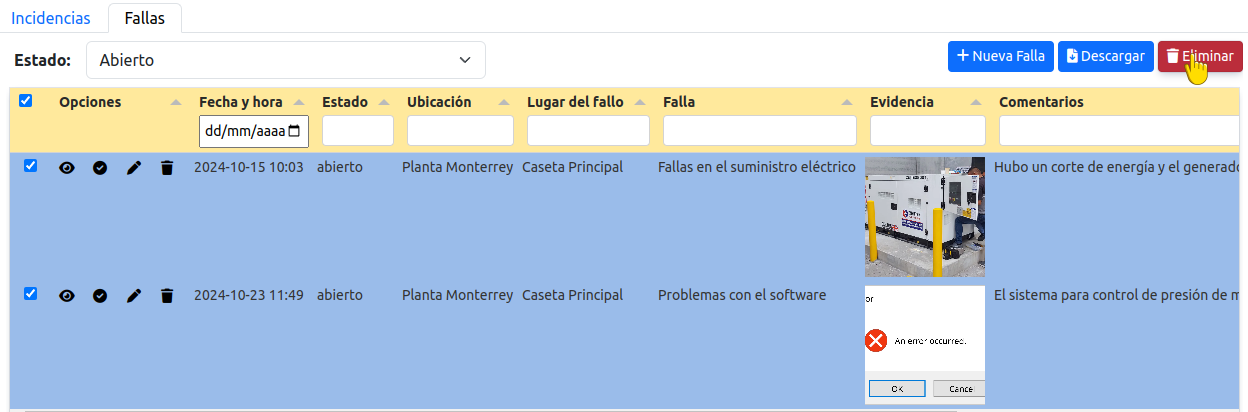 Incidencias Fallas
Estado: Abierto Nueva Falla Descargar Eliminar
Opciones Fecha y hora Estado Ubicación Lugar del fallo Falla Evidencia Comentarios
dd/mm/aaaa
2024-10-15 10:03 abierto Planta Monterrey Caseta Principal Fallas en el suministro eléctrico Hubo un corte de energía y el generado
2024-10-23 11:49 abierto Planta Monterrey Caseta Principal Problemas con el software El sistema para control de presión de m
or
An error occurred.
OK Cancel